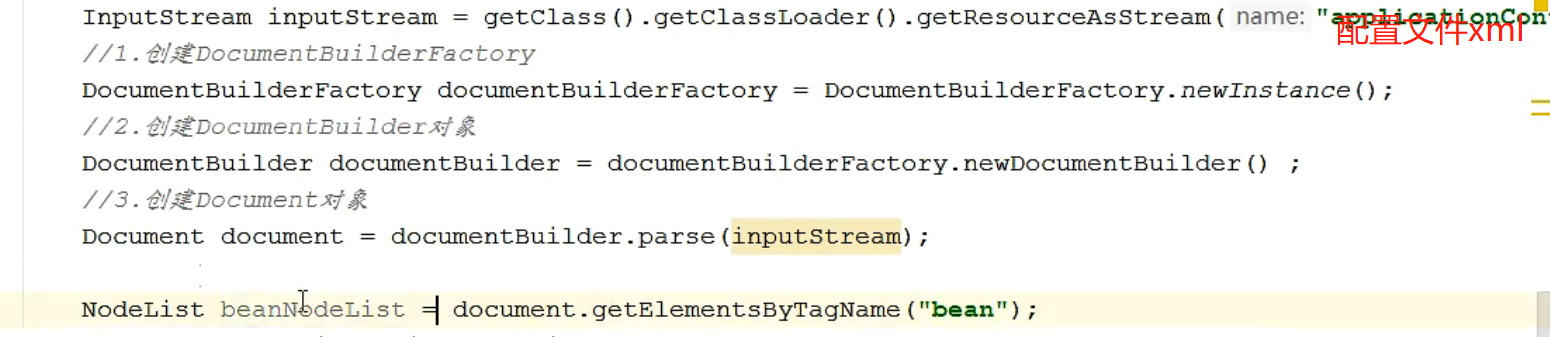 InputStream inputStream = getClass().getClassLoader().getResourceAsStream( name: "applicationCon
配置文件xml
//1.创建DocumentBuilderFactory
DocumentBuilderFactory documentBuilderFactory = DocumentBuilderFactory.newInstance();
//2.创建DocumentBuilder对象
DocumentBuilder documentBuilder = documentBuilderFactory.newDocumentBuilder() ;
//3.创建Document对象
Document document = documentBuilder.parse(inputStream);
NodeList beanNodeList = document.getElementsByTagName("bean");